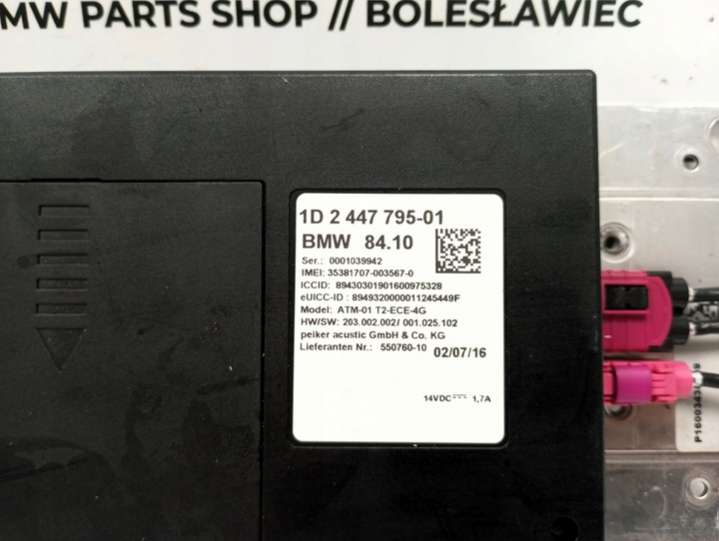 MW PARTS SHOP // BOLESŁAWIEC
1D 2 447 795-01
BMW 84.10
Ser.: 0001039942
IMEI: 35381707-003567-0
ICCID: 89430301901600975328
eUICC-ID : 8949320000011245449F
Model: ATM-01 T2-ECE-4G
HW/SW: 203.002.002/ 001.025.102
peiker acustic GmbH & Co. KG
Lieferanten Nr.: 550760-10
02/07/16
14VDC 1,7A